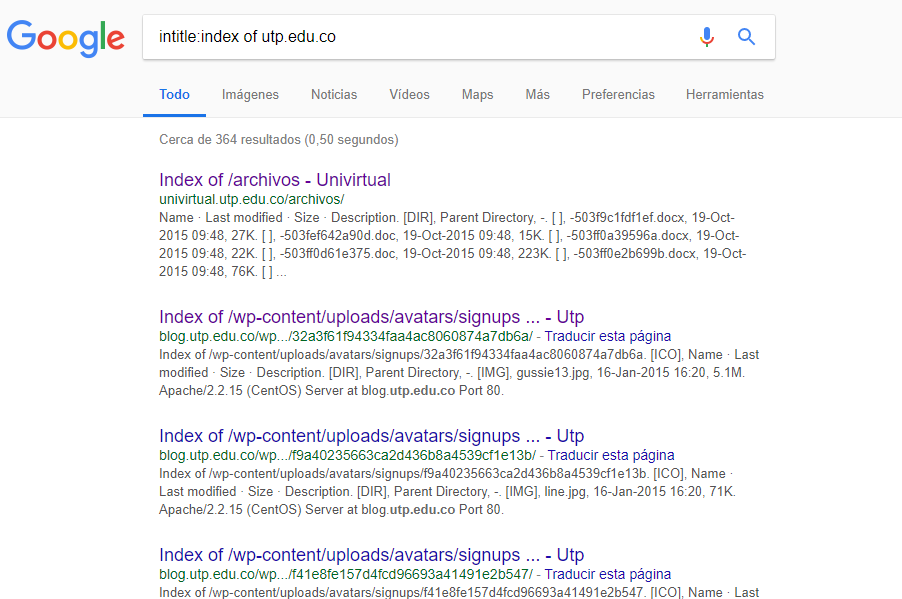 Google
intitle:index of utp.edu.co
Todo Imágenes Noticias Vídeos Maps Más Preferencias Herramientas
Cerca de 364 resultados (0,50 segundos)
Index of /archivos - Univirtual
univirtual.utp.edu.co/archivos/
Name · Last modified · Size · Description. [DIR], Parent Directory, -. [ ], -503f9c1fdf1ef.docx, 19-Oct-
2015 09:48, 27K. [ ], -503fef642a90d.doc, 19-Oct-2015 09:48, 15K. [ ], -503ff0a39596a.docx, 19-Oct-
2015 09:48, 22K. [ ], -503ff0d61e375.doc, 19-Oct-2015 09:48, 223K. [ ], -503ff0e2b699b.docx, 19-Oct-
2015 09:48, 76K. [ ] ...
Index of /wp-content/uploads/avatars/signups ... - Utp
blog.utp.edu.co/wp.../32a3f61f94334faa4ac8060874a7db6a/ - Traducir esta página
Index of /wp-content/uploads/avatars/signups/32a3f61f94334faa4ac8060874a7db6a. [ICO], Name · Last
modified · Size · Description. [DIR], Parent Directory, -. [IMG], gussie13.jpg, 16-Jan-2015 16:20, 5.1M.
Apache/2.2.15 (CentOS) Server at blog.utp.edu.co Port 80.
Index of /wp-content/uploads/avatars/signups ... - Utp
blog.utp.edu.co/wp.../f9a40235663ca2d436b8a4539cf1e13b/ - Traducir esta página
Index of /wp-content/uploads/avatars/signups/f9a40235663ca2d436b8a4539cf1e13b. [ICO], Name ·
Last modified · Size · Description. [DIR], Parent Directory, -. [IMG], line.jpg, 16-Jan-2015 16:20, 71K.
Apache/2.2.15 (CentOS) Server at blog.utp.edu.co Port 80.
Index of /wp-content/uploads/avatars/signups ... - Utp
blog.utp.edu.co/wp.../f41e8fe157d4fcd96693a41491e2b547/ - Traducir esta página
Index of /wp-content/uploads/avatars/signups/f41e8fe157d4fcd96693a41491e2b547. [ICO], Name · Last